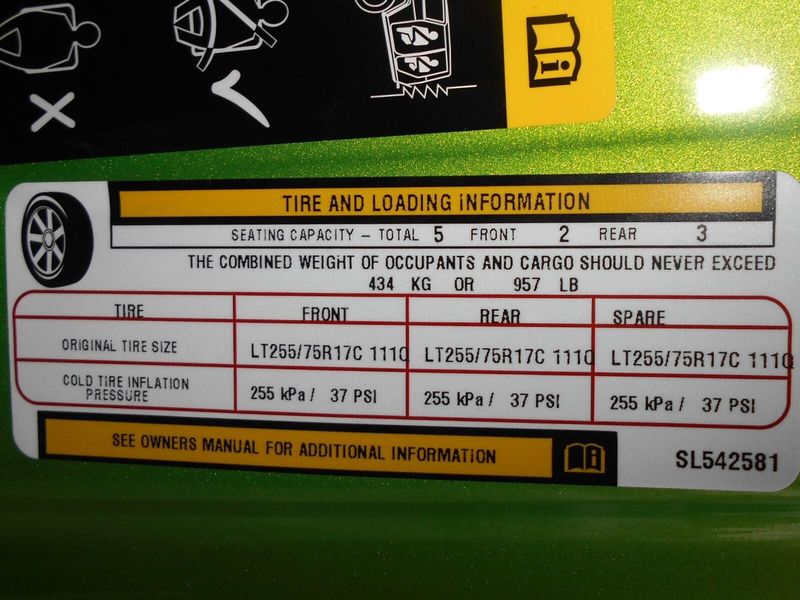 TIRE AND LOADING INFORMATION
SEATING CAPACITY – TOTAL 5 FRONT 2 REAR 3
THE COMBINED WEIGHT OF OCCUPANTS AND CARGO SHOULD NEVER EXCEED
434 KG OR 957 LB
TIRE FRONT REAR SPARE
ORIGINAL TIRE SIZE LT255/75R17C 111Q LT255/75R17C 111Q LT255/75R17C 111Q
COLD TIRE INFLATION
PRESSURE 255 kPa / 37 PSI 255 kPa / 37 PSI 255 kPa / 37 PSI
SEE OWNERS MANUAL FOR ADDITIONAL INFORMATION
SL542581